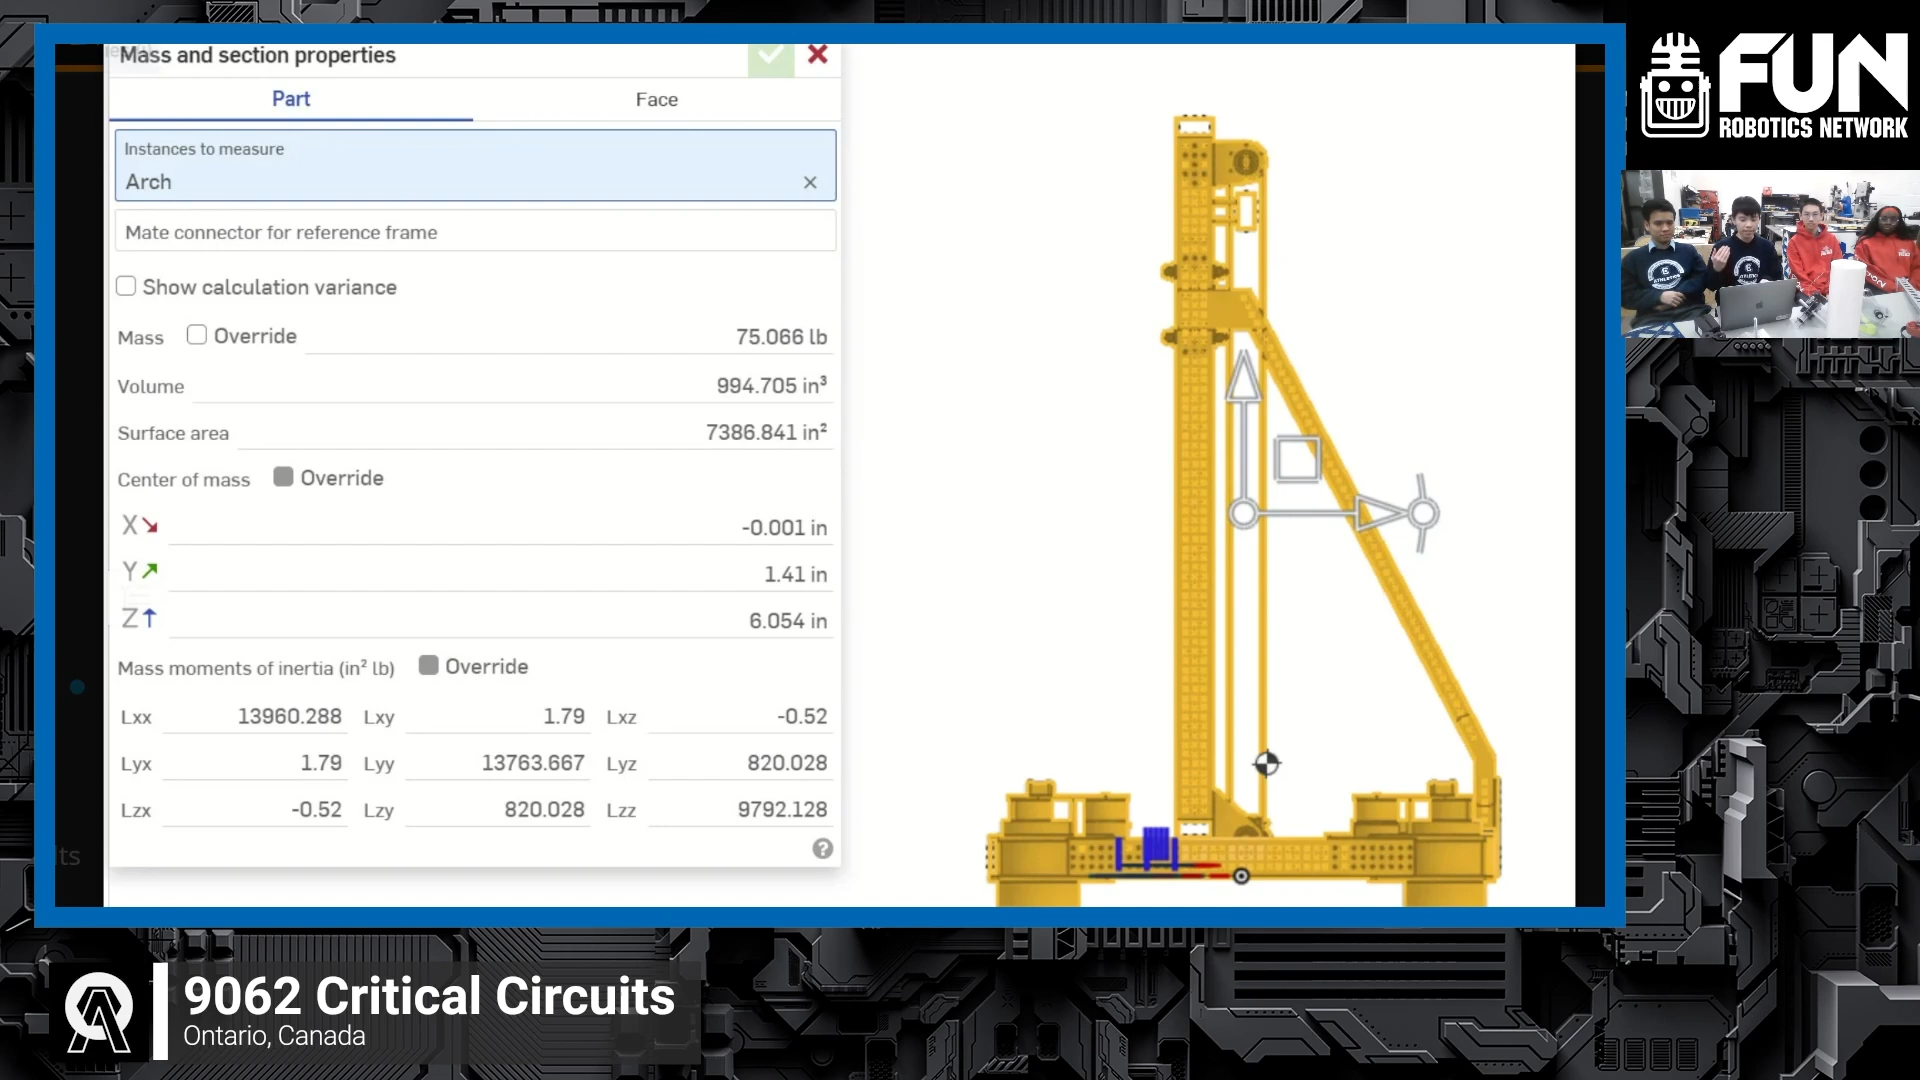 Mass and section properties
Part
Face
Instances to measure
Arch
Mate connector for reference frame
Show calculation variance
Mass Override 75.066 lb
Volume 994.705 in³
Surface area 7386.841 in²
Center of mass Override
X -0.001 in
Y 1.41 in
Z 6.054 in
Mass moments of inertia (in² lb) Override
Lxx 13960.288 Lxy 1.79 Lxz -0.52
Lyx 1.79 Lyy 13763.667 Lyz 820.028
Lzx -0.52 Lzy 820.028 Lzz 9792.128
lts
FUN
ROBOTICS NETWORK
9062 Critical Circuits
Ontario, Canada